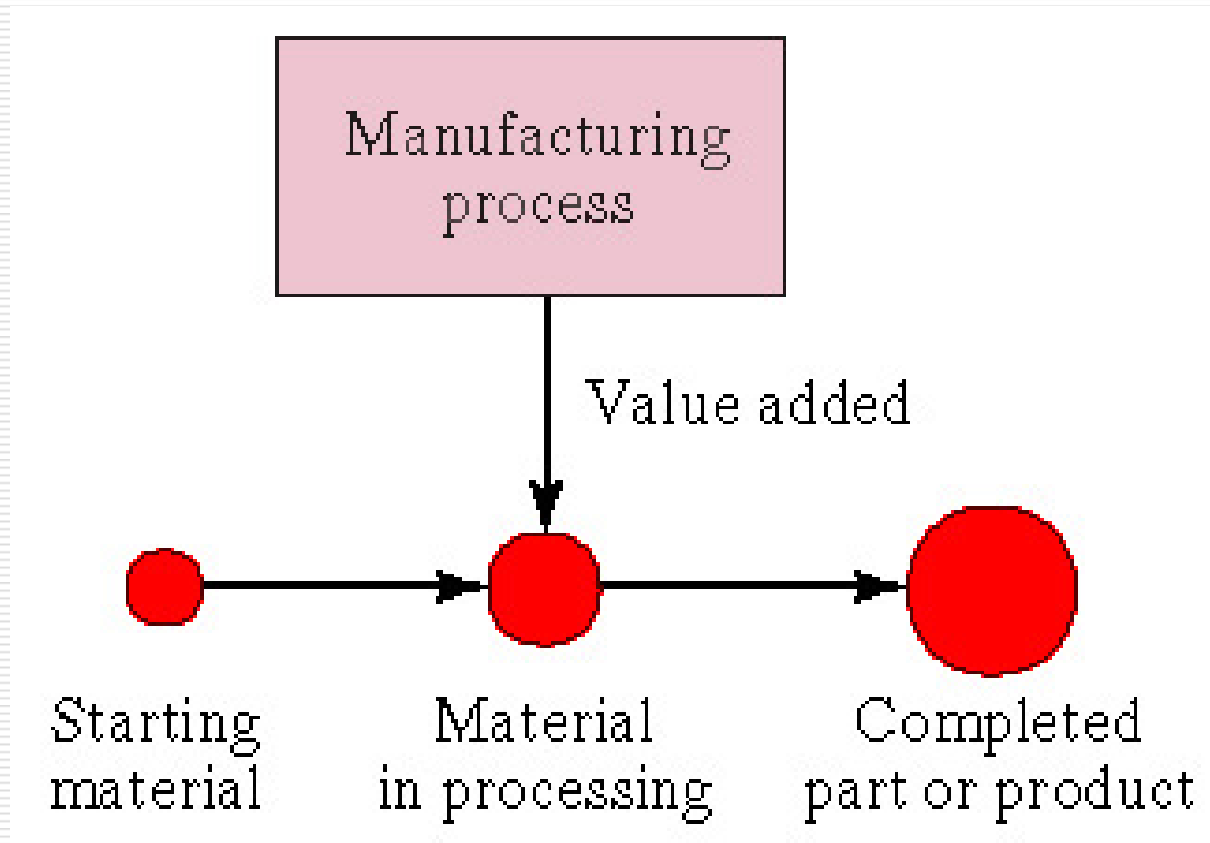 Manufacturing
process
Value added
Starting
material
Material
in processing
Completed
part or product